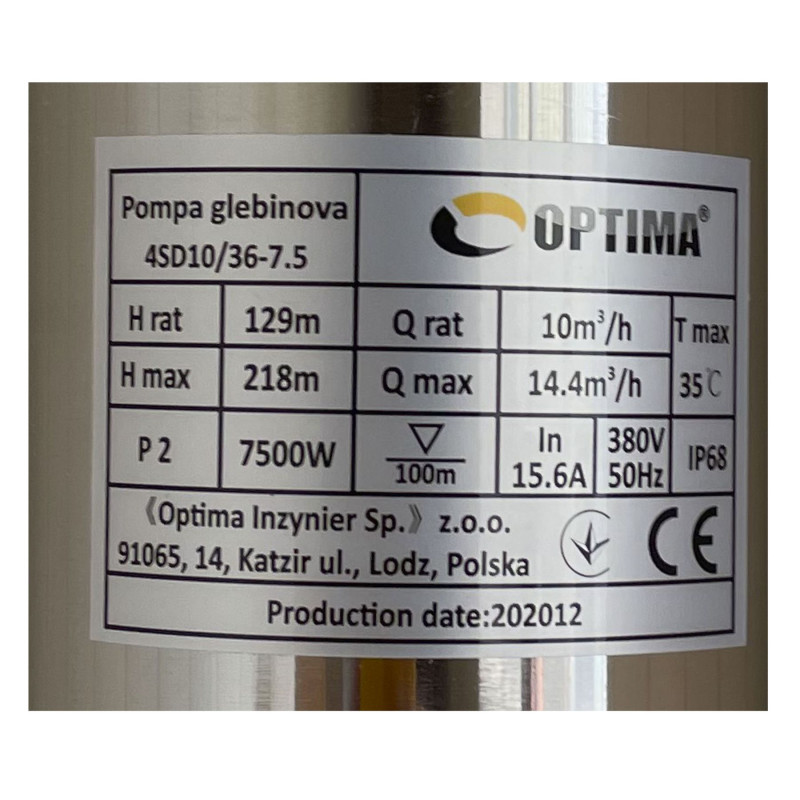 Pompa glebinova
4SD10/36-7.5
OPTIMA®
H rat 129m Q rat 10m³/h T max
H max 218m Q max 14.4m³/h 35℃
P 2 7500W 100m In 15.6A 380V 50Hz IP68
《Optima Inzynier Sp.》 z.o.o.
91065, 14, Katzir ul., Lodz, Polska
CE
Production date:202012